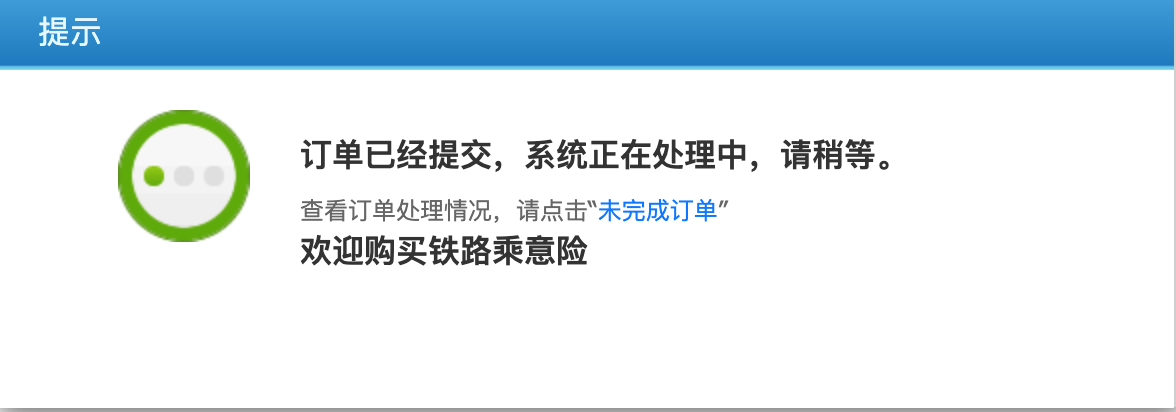 提示
订单已经提交，系统正在处理中，请稍等。
查看订单处理情况，请点击“未完成订单”
欢迎购买铁路乘意险